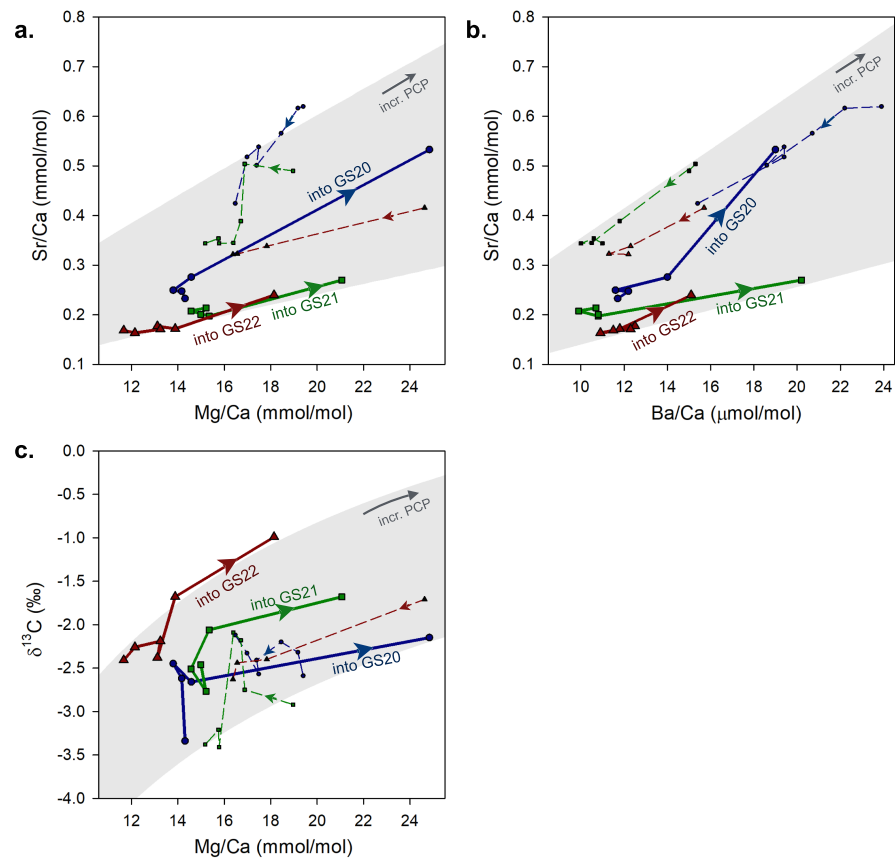 a.
0.8
0.7
0.6
0.5
0.4
0.3
0.2
0.1
Sr/Ca (mmol/mol)
incr. PCP
into GS20
into GS22
into GS21
12 14 16 18 20 22 24
Mg/Ca (mmol/mol)
b.
0.8
0.7
0.6
0.5
0.4
0.3
0.2
0.1
Sr/Ca (mmol/mol)
incr. PCP
into GS20
into GS21
into GS22
10 12 14 16 18 20 22 24
Ba/Ca (μmol/mol)
c.
0.0
-0.5
-1.0
-1.5
-2.0
-2.5
-3.0
-3.5
-4.0
δ13C (‰)
incr. PCP
into GS22
into GS21
into GS20
12 14 16 18 20 22 24
Mg/Ca (mmol/mol)